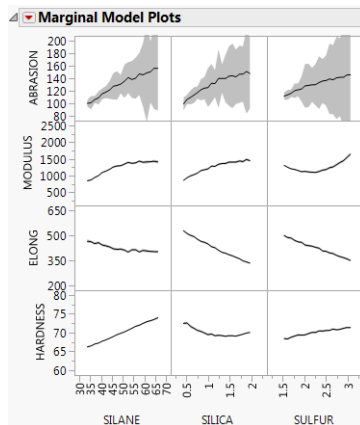 Marginal Model Plots
ABRASION
200
180
160
140
120
100
80
MODULUS
2500
2000
1500
1000
500
ELONG
650
500
350
200
HARDNESS
80
75
70
65
60
30 35 40 45 50 55 60 65 70
0.5 1 1.5 2
1.5 2 2.5 3
SILANE SILICA SULFUR